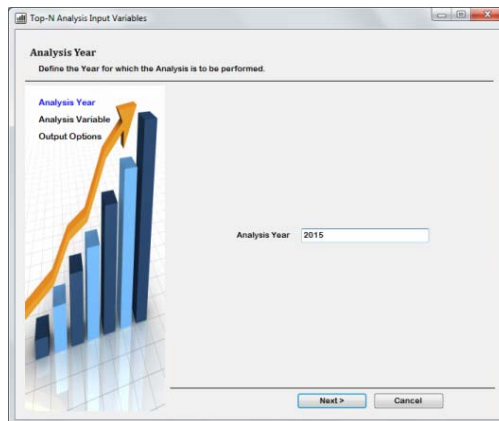 Top-N Analysis Input Variables
Analysis Year
Define the Year for which the Analysis is to be performed.
Analysis Year
Analysis Variable
Output Options
Analysis Year 2015
Next > Cancel